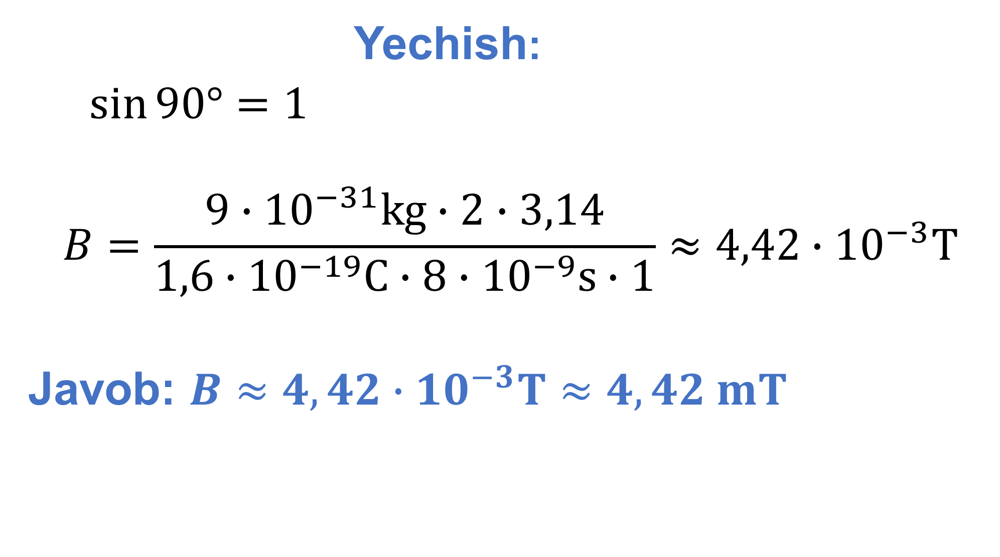 Yechish:
sin 90° = 1
B = \frac{9 · 10^{−31}kg · 2 · 3,14}{1,6 · 10^{−19}C · 8 · 10^{−9}s · 1} ≈ 4,42 · 10^{−3}T
Javob: B ≈ 4, 42 · 10^{−3}T ≈ 4, 42 mT